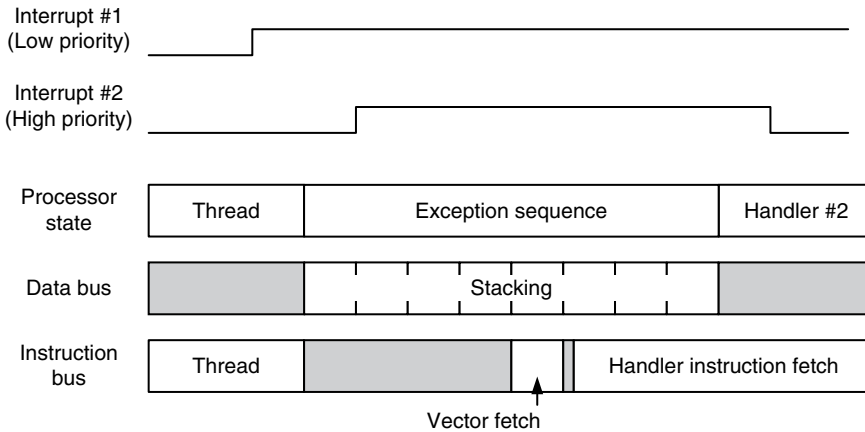 Interrupt #1
(Low priority)
Interrupt #2
(High priority)
Processor
state
Thread
Exception sequence
Handler #2
Data bus
Stacking
Instruction
bus
Thread
Handler instruction fetch
Vector fetch